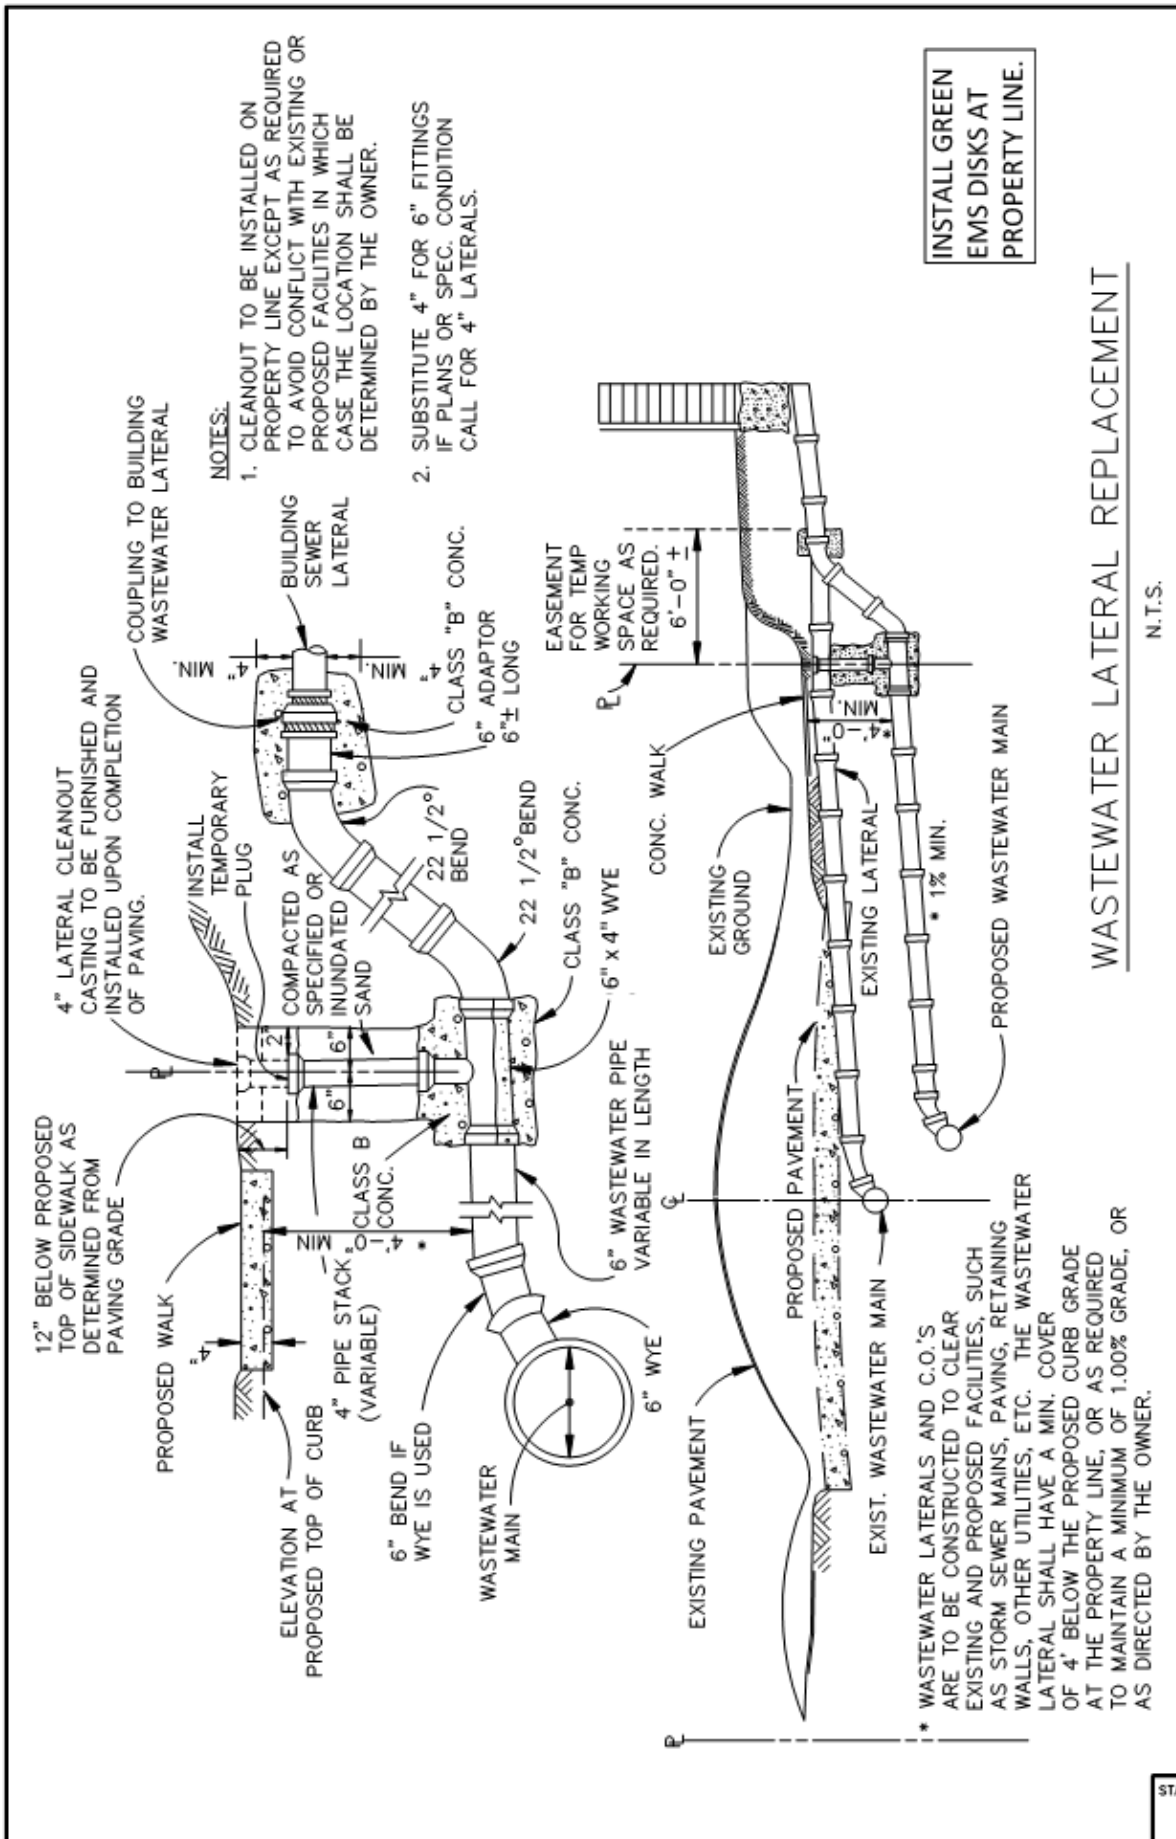 12" BELOW PROPOSED
TOP OF SIDEWALK AS
DETERMINED FROM
PAVING GRADE
4" LATERAL CLEANOUT
CASTING TO BE FURNISHED AND
INSTALLED UPON COMPLETION
OF PAVING.
COUPLING TO BUILDING
WASTEWATER LATERAL
PROPOSED WALK
4"
ELEVATION AT
PROPOSED TOP OF CURB
PL
INSTALL
TEMPORARY
PLUG
2"
6"
6"
COMPACTED AS
SPECIFIED OR
INUNDATED
SAND
4" PIPE STACK
(VARIABLE)
* 4'-0"
MIN
CLASS B
CONC.
BUILDING
SEWER
LATERAL
4"
MIN.
4"
MIN.
CLASS "B" CONC.
6" ADAPTOR
6"± LONG
22 1/2°
BEND
22 1/2° BEND
CLASS "B" CONC.
6" x 4" WYE
6" WASTEWATER PIPE
VARIABLE IN LENGTH
6" BEND IF
WYE IS USED
WASTEWATER
MAIN
6" WYE
NOTES:
1. CLEANOUT TO BE INSTALLED ON
PROPERTY LINE EXCEPT AS REQUIRED
TO AVOID CONFLICT WITH EXISTING OR
PROPOSED FACILITIES IN WHICH
CASE THE LOCATION SHALL BE
DETERMINED BY THE OWNER.
2. SUBSTITUTE 4" FOR 6" FITTINGS
IF PLANS OR SPEC. CONDITION
CALL FOR 4" LATERALS.
EASEMENT
FOR TEMP
WORKING
SPACE AS
REQUIRED.
6'-0" ±
PL
PL
CL
EXISTING PAVEMENT
PROPOSED PAVEMENT
EXISTING
GROUND
CONC. WALK
*4'-0"
MIN.
EXISTING LATERAL
* 1% MIN.
EXIST. WASTEWATER MAIN
PROPOSED WASTEWATER MAIN
* WASTEWATER LATERALS AND C.O.'S
ARE TO BE CONSTRUCTED TO CLEAR
EXISTING AND PROPOSED FACILITIES, SUCH
AS STORM SEWER MAINS, PAVING, RETAINING
WALLS, OTHER UTILITIES, ETC. THE WASTEWATER
LATERAL SHALL HAVE A MIN. COVER
OF 4' BELOW THE PROPOSED CURB GRADE
AT THE PROPERTY LINE, OR AS REQUIRED
TO MAINTAIN A MINIMUM OF 1.00% GRADE, OR
AS DIRECTED BY THE OWNER.
INSTALL GREEN
EMS DISKS AT
PROPERTY LINE.
WASTEWATER LATERAL REPLACEMENT
N.T.S.